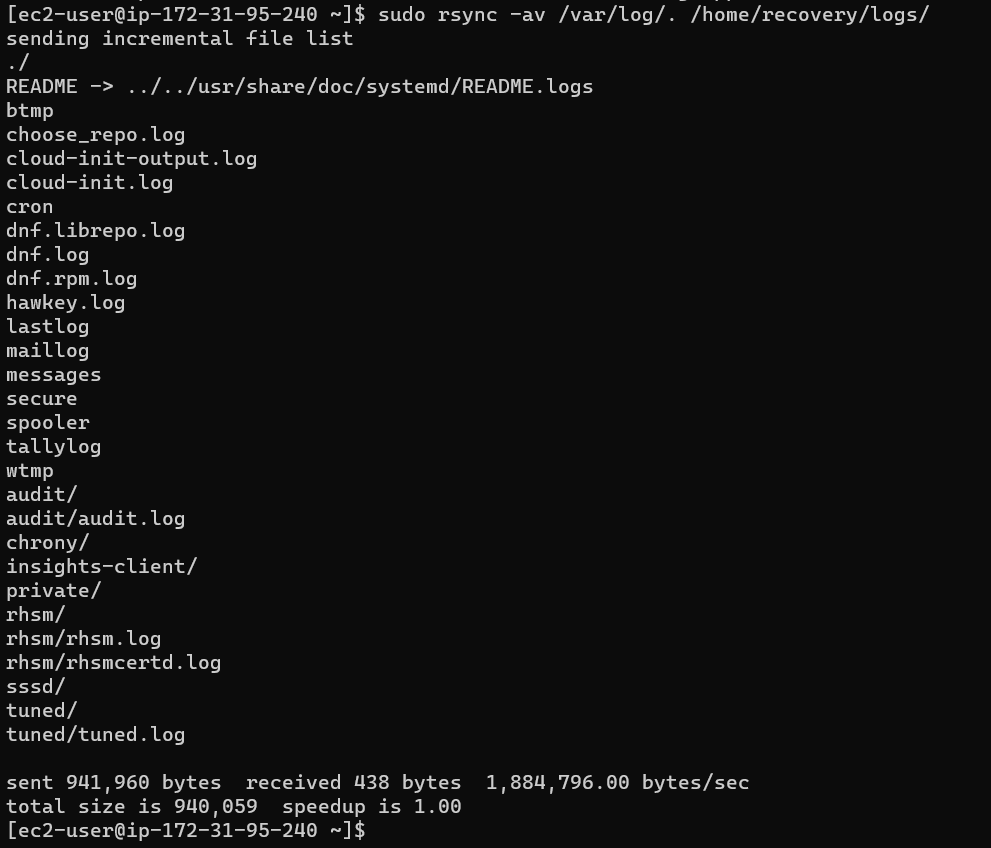 [ec2-user@ip-172-31-95-240 ~]$ sudo rsync -av /var/log/. /home/recovery/logs/
sending incremental file list
./
README -> ../../usr/share/doc/systemd/README.logs
btmp
choose_repo.log
cloud-init-output.log
cloud-init.log
cron
dnf.librepo.log
dnf.log
dnf.rpm.log
hawkey.log
lastlog
maillog
messages
secure
spooler
tallylog
wtmp
audit/
audit/audit.log
chrony/
insights-client/
private/
rhsm/
rhsm/rhsm.log
rhsm/rhsmcertd.log
sssd/
tuned/
tuned/tuned.log

sent 941,960 bytes  received 438 bytes  1,884,796.00 bytes/sec
total size is 940,059  speedup is 1.00
[ec2-user@ip-172-31-95-240 ~]$